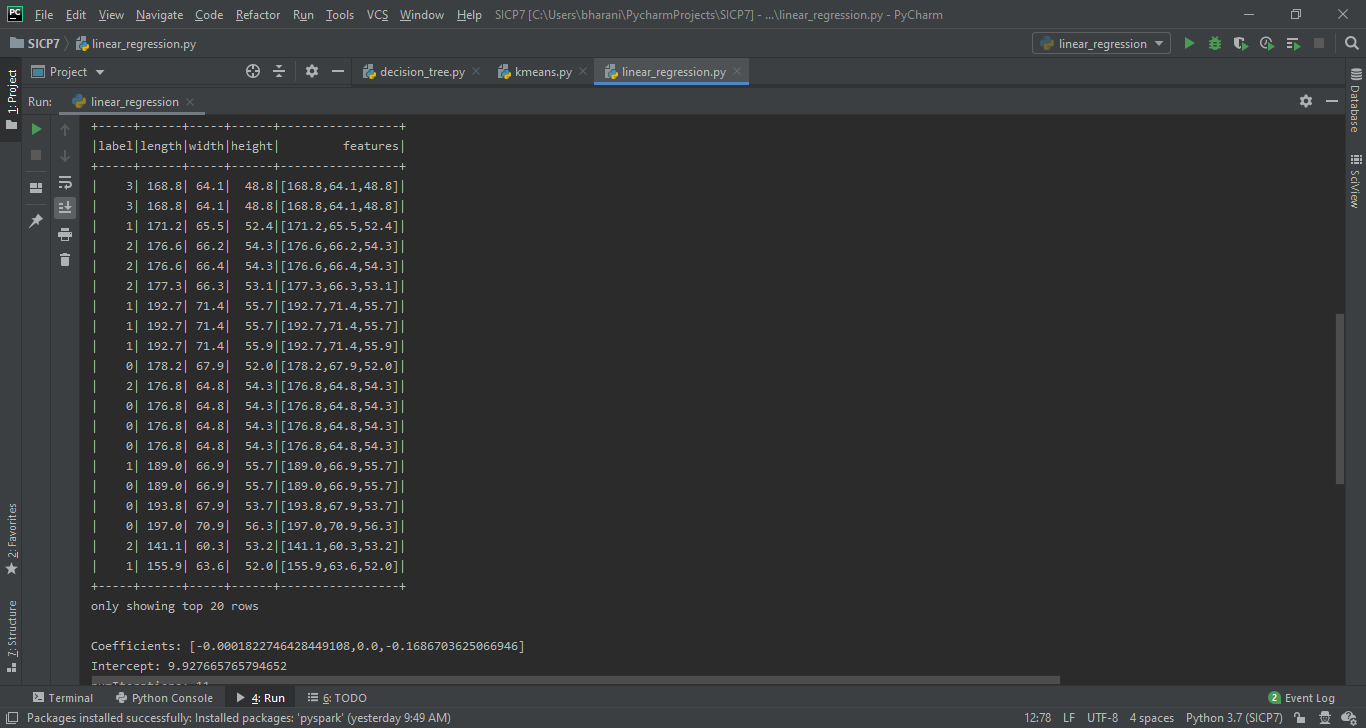 PC File Edit View Navigate Code Refactor Run Tools VCS Window Help SICP7 [C:\Users\bharani\PycharmProjects\SICP7] - ...\linear_regression.py - PyCharm
SICP7 linear_regression.py linear_regression
Project decision_tree.py kmeans.py linear_regression.py
Run: linear_regression
1: Project
Database
SciView
2: Favorites
7: Structure
+-----+------+-----+------+-----------------+
|label|length|width|height|         features|
+-----+------+-----+------+-----------------+
|    3| 168.8| 64.1|  48.8|[168.8,64.1,48.8]|
|    3| 168.8| 64.1|  48.8|[168.8,64.1,48.8]|
|    1| 171.2| 65.5|  52.4|[171.2,65.5,52.4]|
|    2| 176.6| 66.2|  54.3|[176.6,66.2,54.3]|
|    2| 176.6| 66.4|  54.3|[176.6,66.4,54.3]|
|    2| 177.3| 66.3|  53.1|[177.3,66.3,53.1]|
|    1| 192.7| 71.4|  55.7|[192.7,71.4,55.7]|
|    1| 192.7| 71.4|  55.7|[192.7,71.4,55.7]|
|    1| 192.7| 71.4|  55.9|[192.7,71.4,55.9]|
|    0| 178.2| 67.9|  52.0|[178.2,67.9,52.0]|
|    2| 176.8| 64.8|  54.3|[176.8,64.8,54.3]|
|    0| 176.8| 64.8|  54.3|[176.8,64.8,54.3]|
|    0| 176.8| 64.8|  54.3|[176.8,64.8,54.3]|
|    0| 176.8| 64.8|  54.3|[176.8,64.8,54.3]|
|    1| 189.0| 66.9|  55.7|[189.0,66.9,55.7]|
|    0| 189.0| 66.9|  55.7|[189.0,66.9,55.7]|
|    0| 193.8| 67.9|  53.7|[193.8,67.9,53.7]|
|    0| 197.0| 70.9|  56.3|[197.0,70.9,56.3]|
|    2| 141.1| 60.3|  53.2|[141.1,60.3,53.2]|
|    1| 155.9| 63.6|  52.0|[155.9,63.6,52.0]|
+-----+------+-----+------+-----------------+
only showing top 20 rows
Coefficients: [-0.0001822746428449108,0.0,-0.1686703625066946]
Intercept: 9.927665765794652
Terminal Python Console 4: Run 6: TODO 2 Event Log
Packages installed successfully: Installed packages: 'pyspark' (yesterday 9:49 AM) 12:78 LF UTF-8 4 spaces Python 3.7 (SICP7)